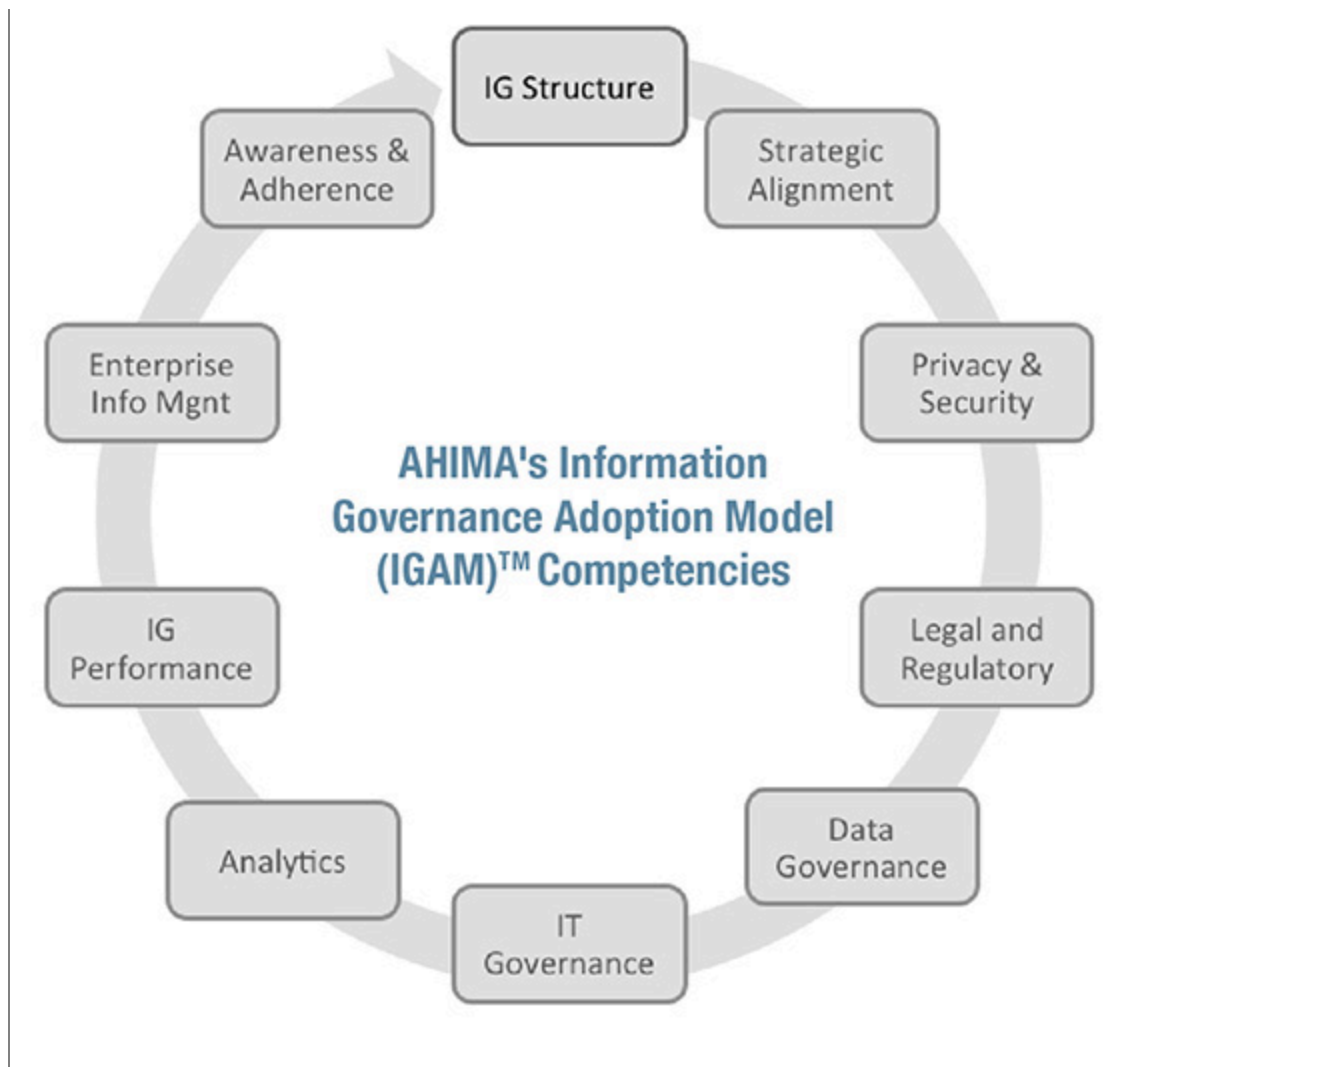 IG Structure
Strategic
Alignment
Privacy &
Security
Legal and
Regulatory
Data
Governance
IT
Governance
Analytics
IG
Performance
Enterprise
Info Mgnt
Awareness &
Adherence
AHIMA's Information
Governance Adoption Model
(IGAM)™ Competencies